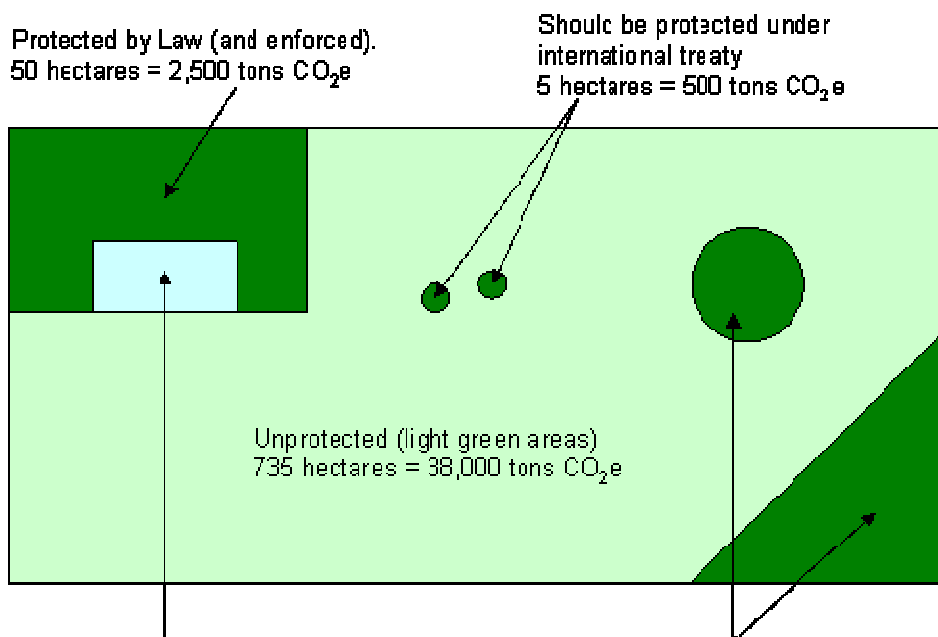 Protected by Law (and enforced).
50 hectares = 2,500 tons CO₂e
Should be protected under
international treaty
5 hectares = 500 tons CO₂e
Unprotected (light green areas)
735 hectares = 38,000 tons CO₂e